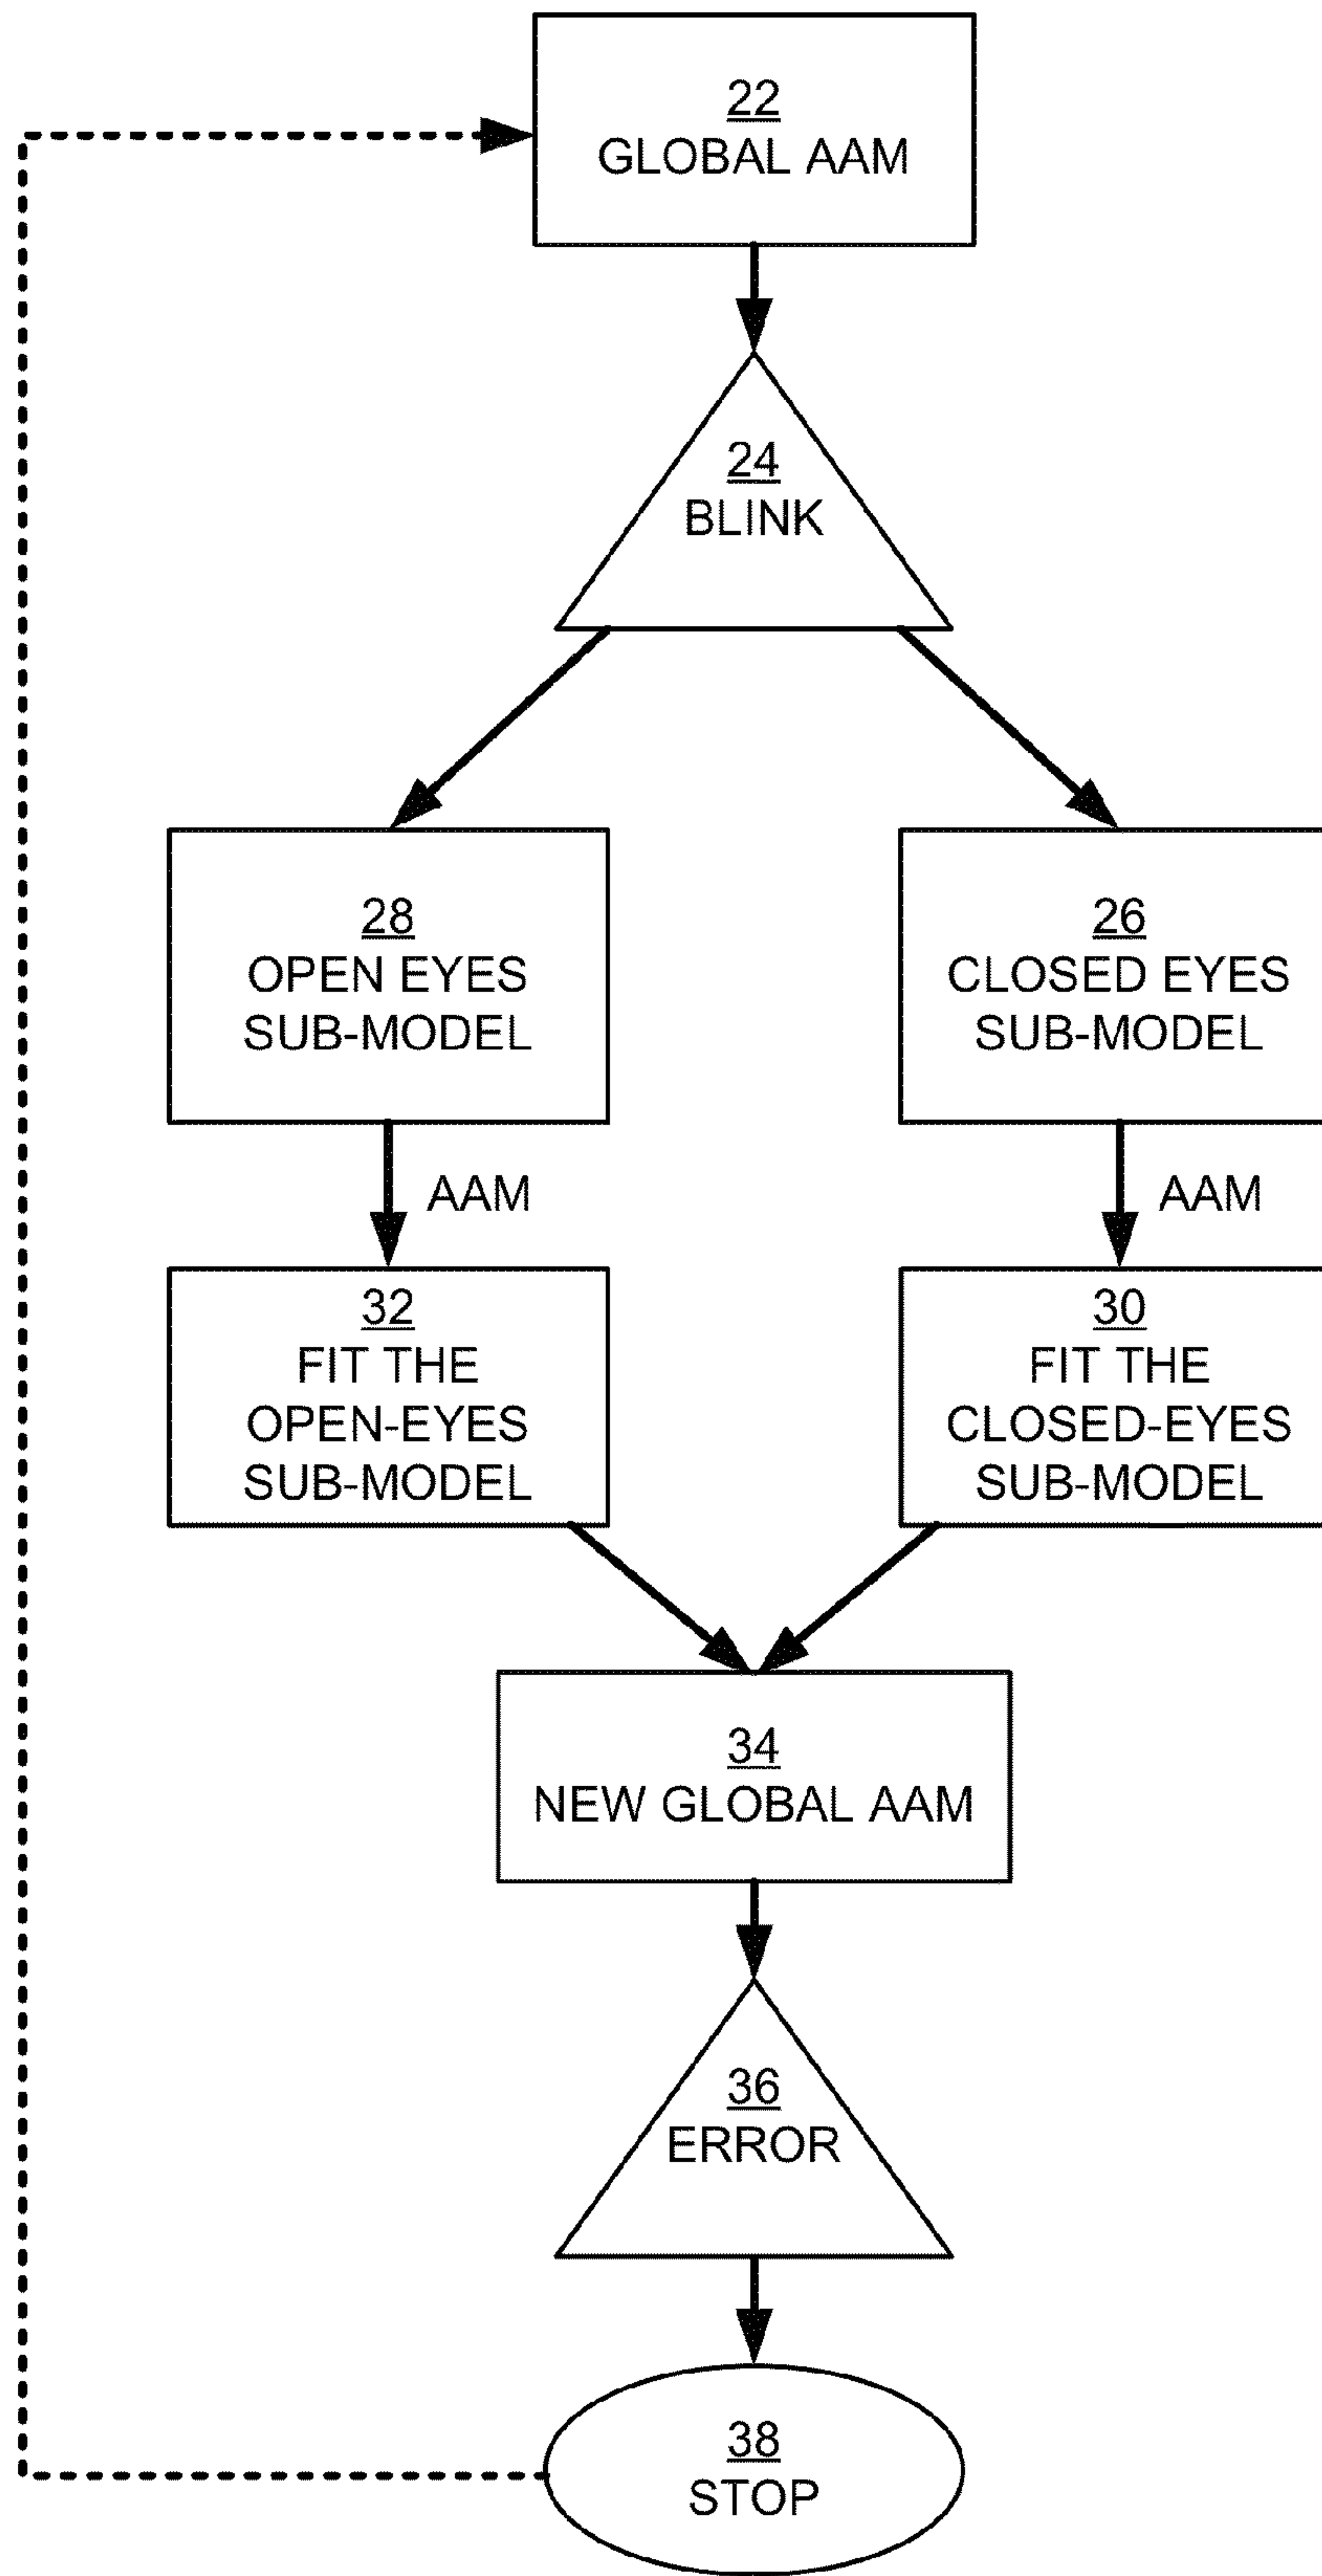 22
GLOBAL AAM
24
BLINK
28
OPEN EYES
SUB-MODEL
26
CLOSED EYES
SUB-MODEL
AAM
AAM
32
FIT THE
OPEN-EYES
SUB-MODEL
30
FIT THE
CLOSED-EYES
SUB-MODEL
34
NEW GLOBAL AAM
36
ERROR
38
STOP